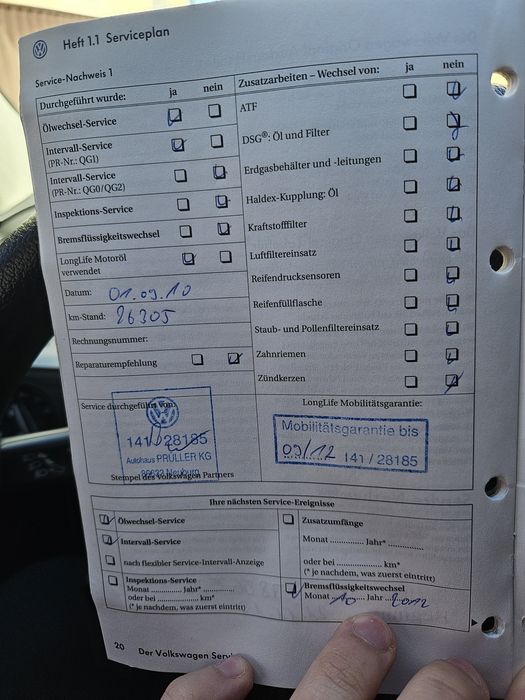 Heft 1.1 Serviceplan
Service-Nachweis 1
Durchgeführt wurde: ja nein
Ölwechsel-Service
Intervall-Service
(PR-Nr.: QG1)
Intervall-Service
(PR-Nr.: QG0/QG2)
Inspektions-Service
Bremsflüssigkeitswechsel
LongLife Motoröl
verwendet
Datum: 01.09.10
km-Stand: 26305
Rechnungsnummer:
Reparaturempfehlung
Service durchgeführt von:
141/28185
Autohaus PRÜLLER KG
86633 Neuburg
Stempel des Volkswagen Partners
Zusatzarbeiten – Wechsel von: ja nein
ATF
DSG®: Öl und Filter
Erdgasbehälter und -leitungen
Haldex-Kupplung: Öl
Kraftstofffilter
Luftfiltereinsatz
Reifendrucksensoren
Reifenfüllflasche
Staub- und Pollenfiltereinsatz
Zahnriemen
Zündkerzen
LongLife Mobilitätsgarantie:
Mobilitätsgarantie bis
09/12 141 / 28185
Ihre nächsten Service-Ereignisse
Ölwechsel-Service
Intervall-Service
nach flexibler Service-Intervall-Anzeige
Inspektions-Service
Monat .............. Jahr* ..............
oder bei .............. km*
(* je nachdem, was zuerst eintritt)
Zusatzumfänge
Monat .............. Jahr* ..............
oder bei .............. km*
(* je nachdem, was zuerst eintritt)
Bremsflüssigkeitswechsel
Monat 10 Jahr 2012
20 Der Volkswagen Serv